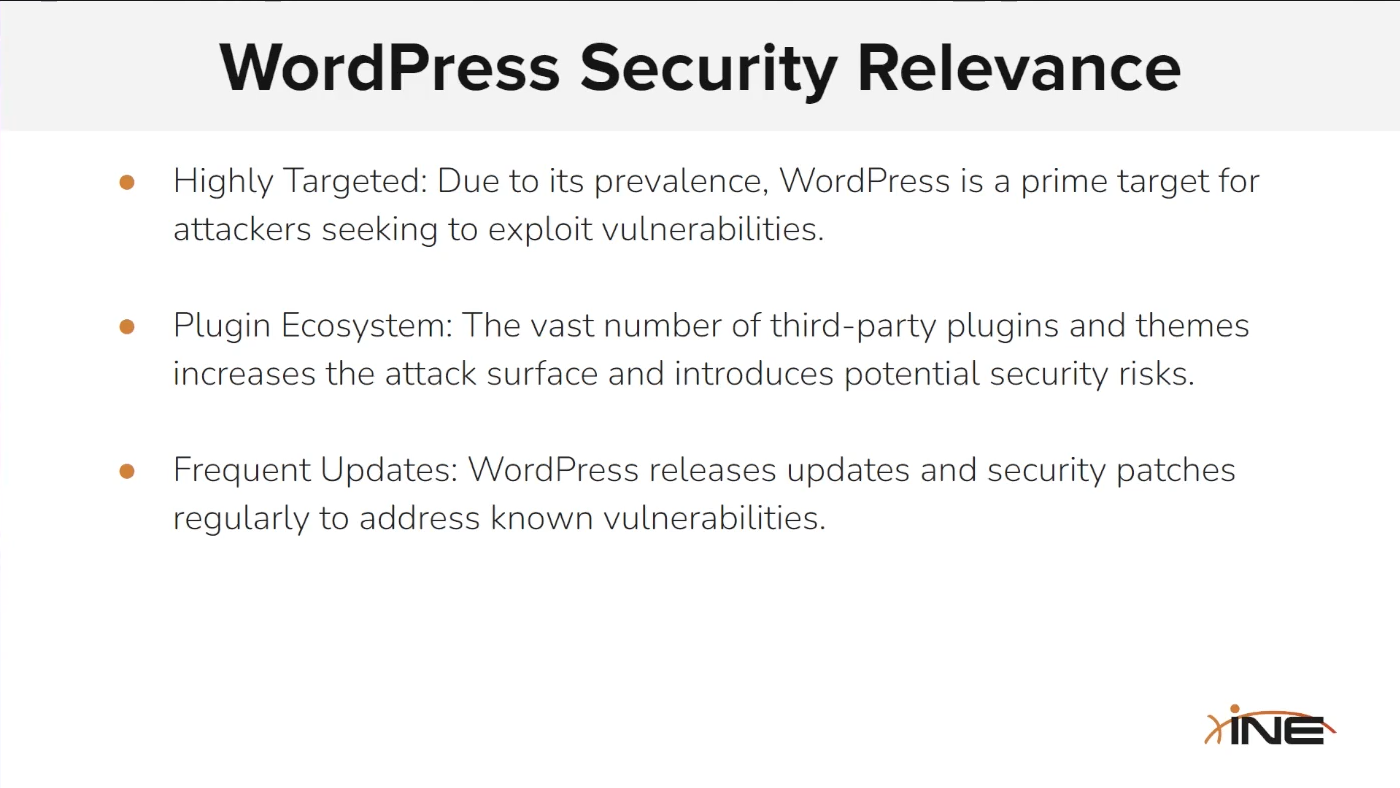 WordPress Security Relevance
Highly Targeted: Due to its prevalence, WordPress is a prime target for
attackers seeking to exploit vulnerabilities.
Plugin Ecosystem: The vast number of third-party plugins and themes
increases the attack surface and introduces potential security risks.
Frequent Updates: WordPress releases updates and security patches
regularly to address known vulnerabilities.
iNE